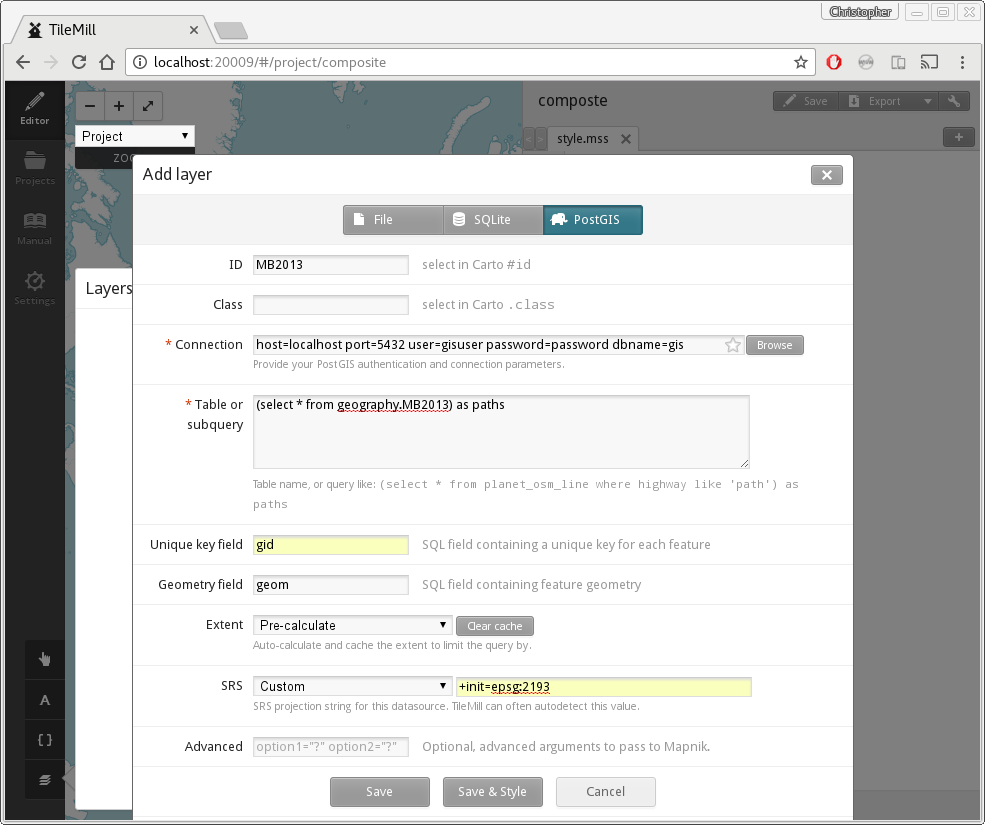 Christopher
TileMill
localhost:20009/#/project/composite
Editor
Projects
Manual
Settings
Project
ZOO
composte
Save
Export
style.mss
+
Layers
Add layer
File
SQLite
PostGIS
ID
MB2013
select in Carto #id
Class
select in Carto .class
* Connection
host=localhost port=5432 user=gisuser password=password dbname=gis
Browse
Provide your PostGIS authentication and connection parameters.
* Table or
subquery
(select * from geography.MB2013) as paths
Table name, or query like: (select * from planet_osm_line where highway like 'path') as
paths
Unique key field
gid
SQL field containing a unique key for each feature
Geometry field
geom
SQL field containing feature geometry
Extent
Pre-calculate
Clear cache
Auto-calculate and cache the extent to limit the query by.
SRS
Custom
+init=epsg:2193
SRS projection string for this datasource. TileMill can often autodetect this value.
Advanced
option1="?" option2="?"
Optional, advanced arguments to pass to Mapnik.
Save
Save & Style
Cancel
A
{}